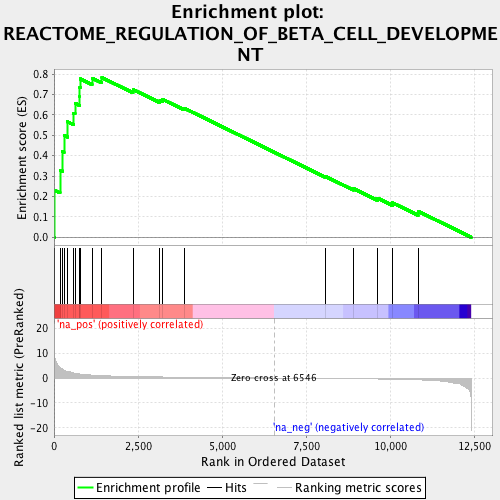 Enrichment plot:
REACTOME_REGULATION_OF_BETA_CELL_DEVELOPME
NT
Enrichment score (ES)
0.8
0.7
0.6
0.5
0.4
0.3
0.2
0.1
0.0
'na_pos' (positively correlated)
Ranked list metric (PreRanked)
20
10
0
-10
-20
Zero cross at 6546
'na_neg' (negatively correlated)
0 2,500 5,000 7,500 10,000 12,500
Rank in Ordered Dataset
Enrichment profile Hits Ranking metric scores